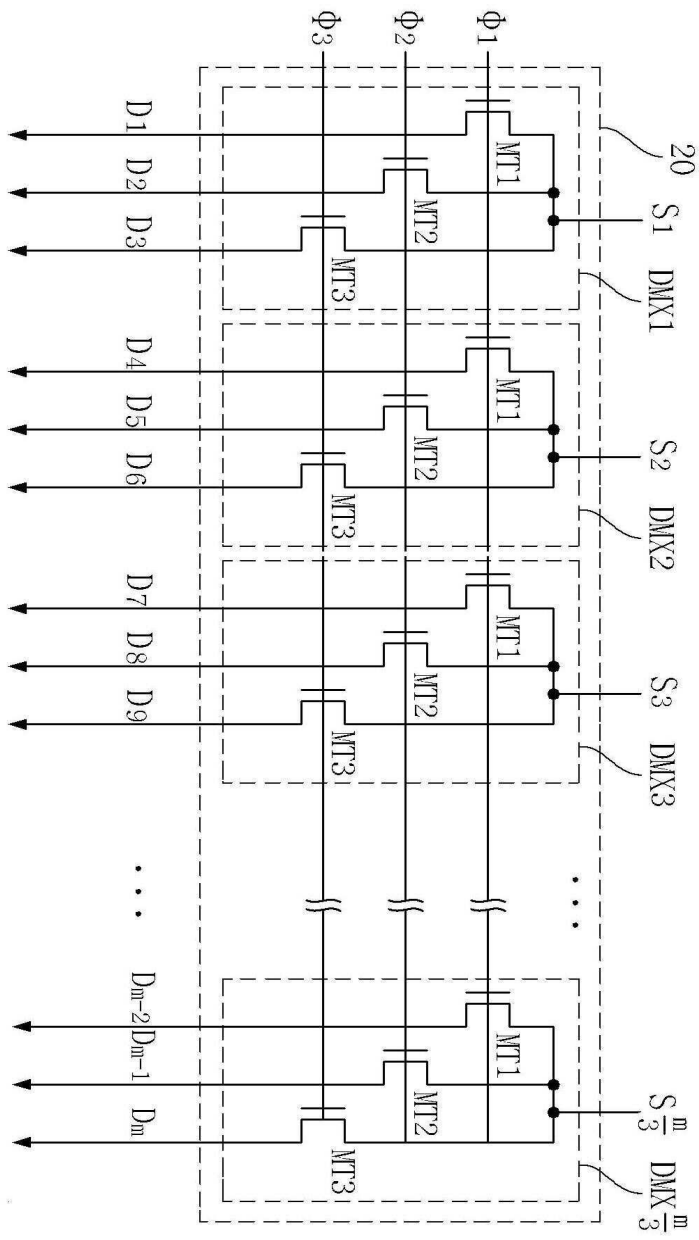 20
S1
DMX1
S2
DMX2
S3
DMX3
...
S m/3
DMX m/3
Φ1
Φ2
Φ3
MT1
MT2
MT3
MT1
MT2
MT3
MT1
MT2
MT3
MT1
MT2
MT3
D1
D2
D3
D4
D5
D6
D7
D8
D9
...
Dm-2
Dm-1
Dm